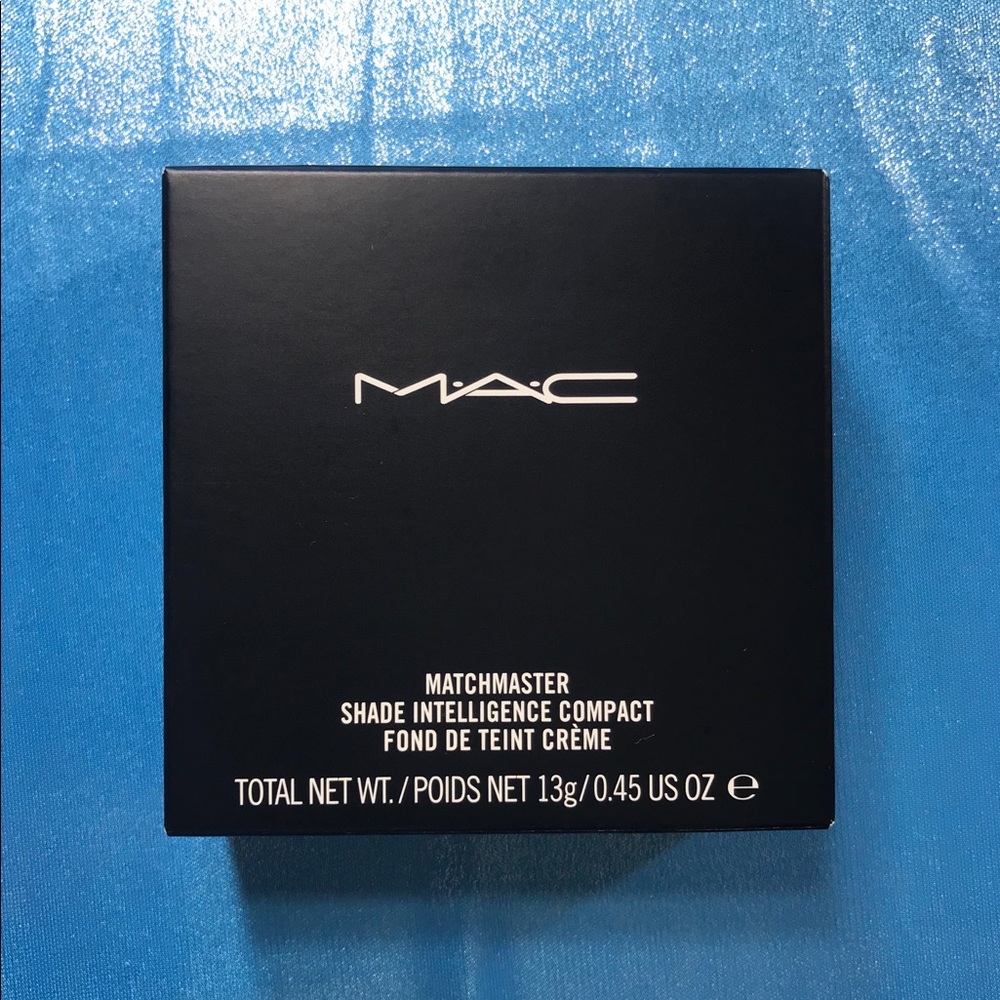 M·A·C
MATCHMASTER
SHADE INTELLIGENCE COMPACT
FOND DE TEINT CRÈME
TOTAL NET WT. / POIDS NET 13g / 0.45 US OZ ℮